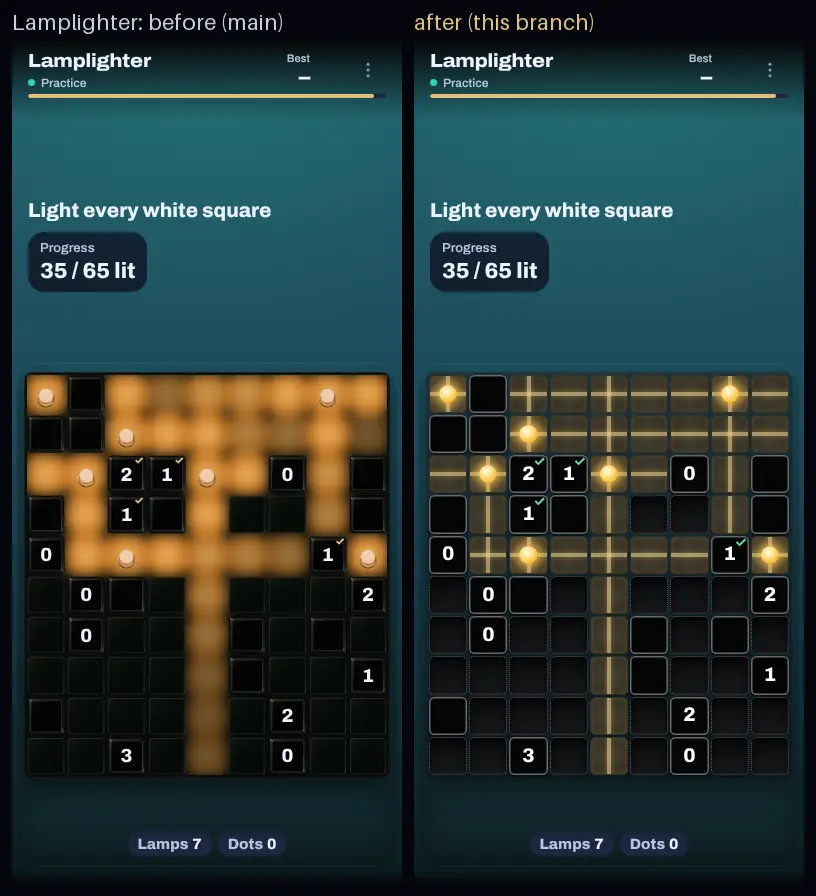 Lamplighter: before (main)
Lamplighter
Best
–
Practice
Light every white square
Progress
35 / 65 lit
2 1 0
1
0 1
0 2
0
1
2
3 0
Lamps 7 Dots 0
after (this branch)
Lamplighter
Best
–
Practice
Light every white square
Progress
35 / 65 lit
2 1 0
1
0 1
0 2
0
1
2
3 0
Lamps 7 Dots 0